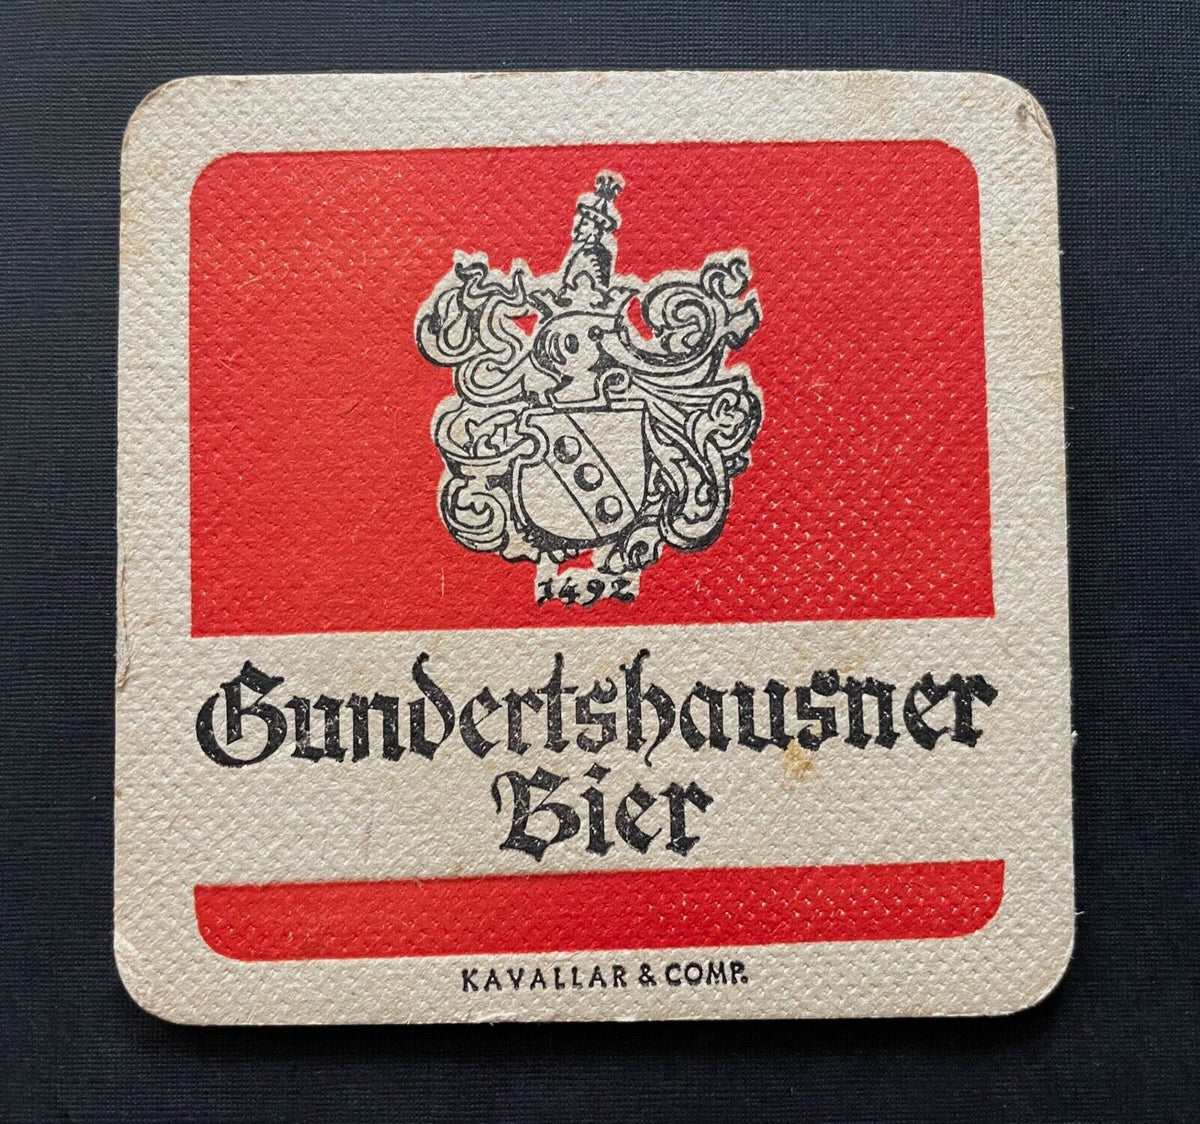 1492
Gundertshausner
Bier
KAVALLAR & COMP.